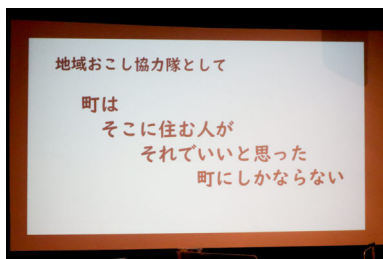 地域おこし協力隊として
町は
そこに住む人が
それでいいと思った
町にしかならない